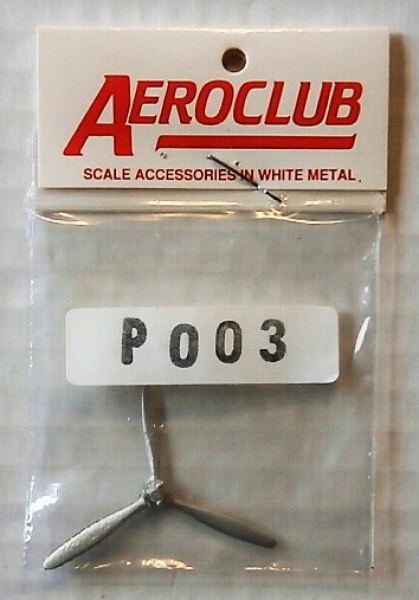 AEROCLUB
SCALE ACCESSORIES IN WHITE METAL.
P003